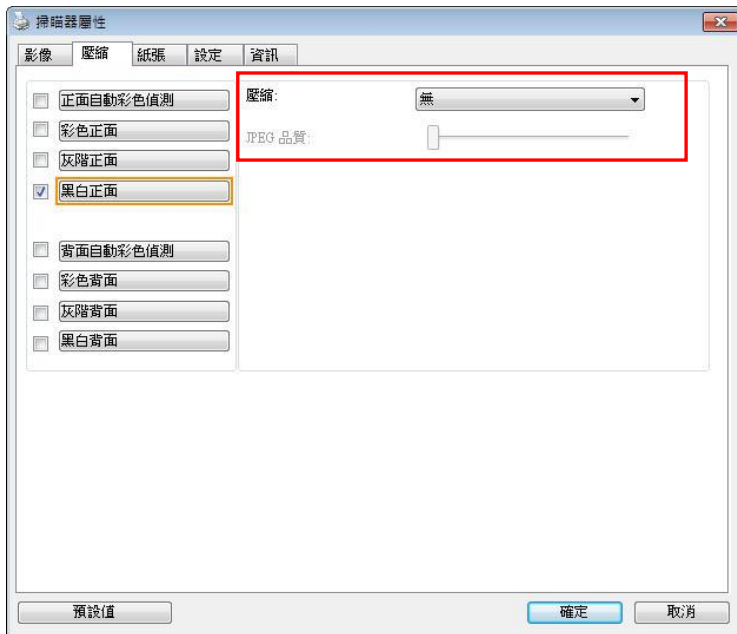 掃瞄器屬性
影像 壓縮 紙張 設定 資訊
正面自動彩色偵測
彩色正面
灰階正面
黑白正面
背面自動彩色偵測
彩色背面
灰階背面
黑白背面
壓縮: 無
JPEG 品質:
預設值 確定 取消